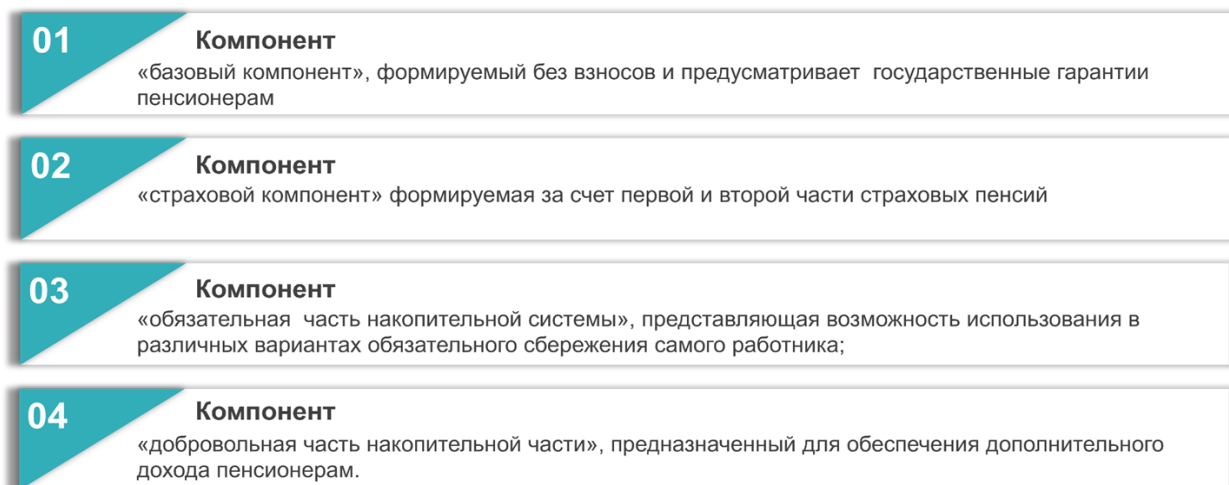 01
Компонент
«базовый компонент», формируемый без взносов и предусматривает  государственные гарантии
пенсионерам
02
Компонент
«страховой компонент» формируемая за счет первой и второй части страховых пенсий
03
Компонент
«обязательная  часть накопительной системы», представляющая возможность использования в
различных вариантах обязательного сбережения самого работника;
04
Компонент
«добровольная часть накопительной части», предназначенный для обеспечения дополнительного
дохода пенсионерам.